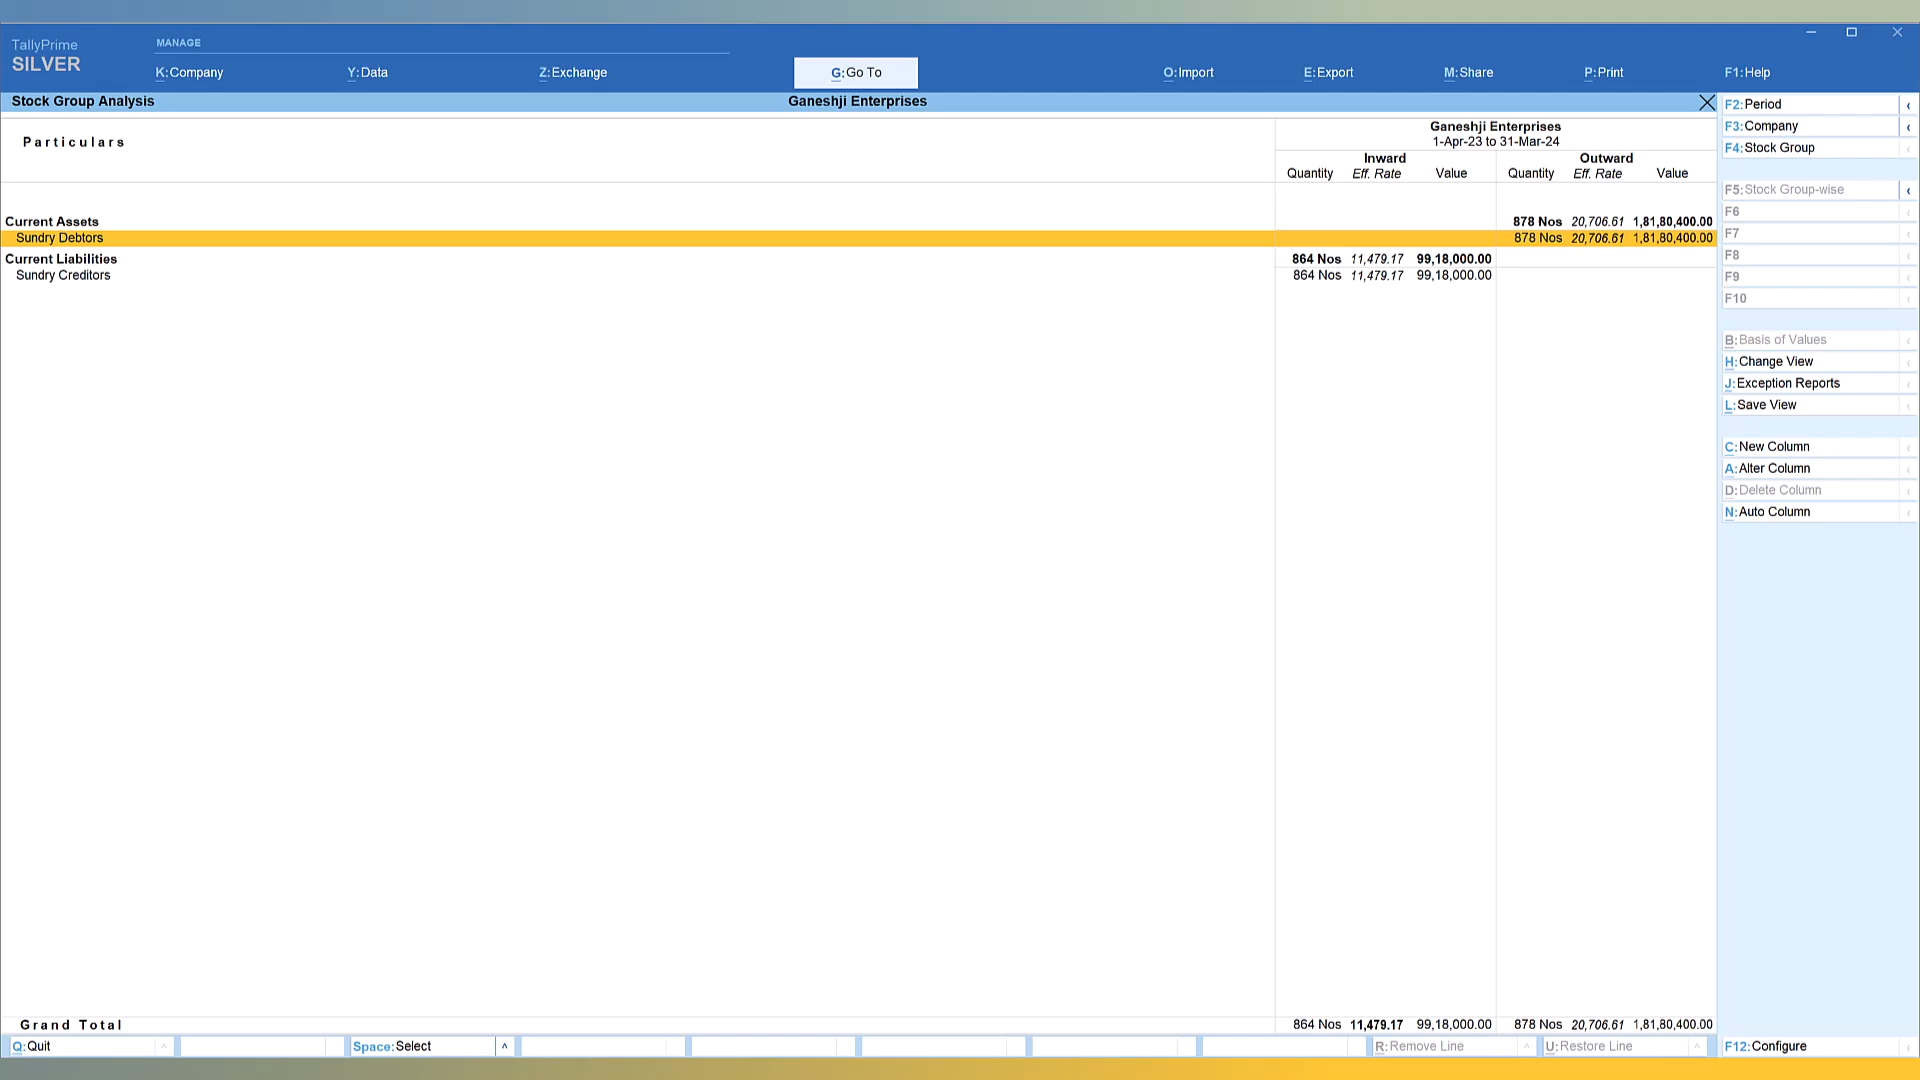 TallyPrime
SILVER
MANAGE
K:Company Y:Data Z:Exchange G:Go To O:Import E:Export M:Share P:Print F1:Help
Stock Group Analysis Ganeshji Enterprises
Particulars
Ganeshji Enterprises
1-Apr-23 to 31-Mar-24
Inward Outward
Quantity Eff. Rate Value Quantity Eff. Rate Value
Current Assets 878 Nos 20,706.61 1,81,80,400.00
Sundry Debtors 878 Nos 20,706.61 1,81,80,400.00
Current Liabilities 864 Nos 11,479.17 99,18,000.00
Sundry Creditors 864 Nos 11,479.17 99,18,000.00
Grand Total 864 Nos 11,479.17 99,18,000.00 878 Nos 20,706.61 1,81,80,400.00
F2:Period
F3:Company
F4:Stock Group
F5:Stock Group-wise
F6
F7
F8
F9
F10
B:Basis of Values
H:Change View
J:Exception Reports
L:Save View
C:New Column
A:Alter Column
D:Delete Column
N:Auto Column
Q:Quit Space:Select R:Remove Line U:Restore Line F12:Configure